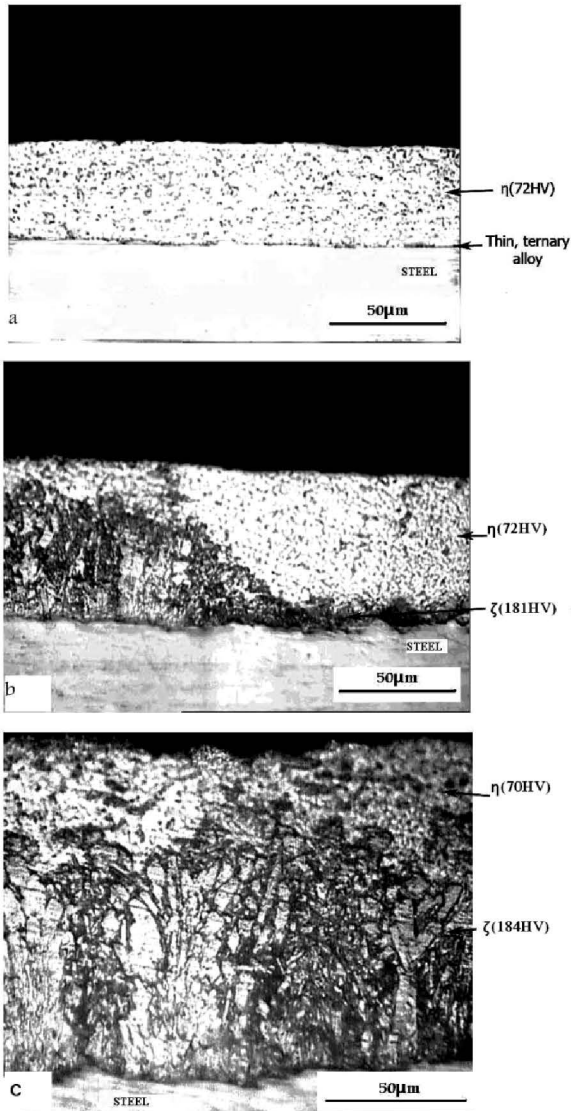 η(72HV)
Thin, ternary
alloy
STEEL
50μm
a
η(72HV)
ζ(181HV)
STEEL
50μm
b
η(70HV)
ζ(184HV)
C
STEEL
50μm